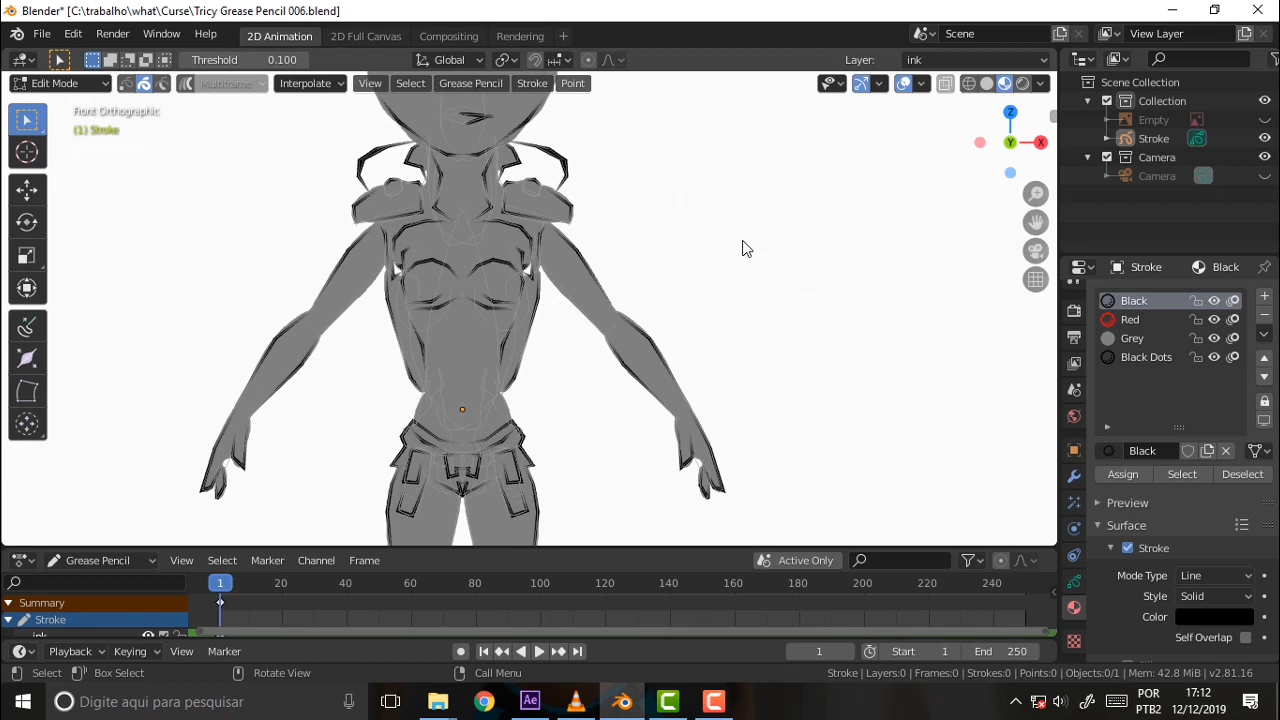 Blender* [C:\trabalho\what\Curse\Tricy Grease Pencil 006.blend]
File Edit Render Window Help 2D Animation 2D Full Canvas Compositing Rendering Scene View Layer
Threshold 0.100 Global Layer: ink
Edit Mode Multiframe Interpolate View Select Grease Pencil Stroke Point
Front Orthographic
(1) Stroke
Z
Y
X
Scene Collection
Collection
Empty
Stroke
Camera
Camera
Stroke Black
Black
Red
Grey
Black Dots
Black
Assign Select Deselect
Preview
Surface
Stroke
Mode Type Line
Style Solid
Color
Self Overlap
Grease Pencil View Select Marker Channel Frame Active Only
1 20 40 60 80 100 120 140 160 180 200 220 240
Summary
Stroke
ink
Playback Keying View Marker 1 Start 1 End 250
Select Box Select Rotate View Call Menu Stroke | Layers:0 | Frames:0 | Strokes:0 | Points:0 | Objects:0/1 | Mem: 42.8 MiB | v2.81.16
Digite aqui para pesquisar
Ae
C
C
POR
PTB2
17:12
12/12/2019